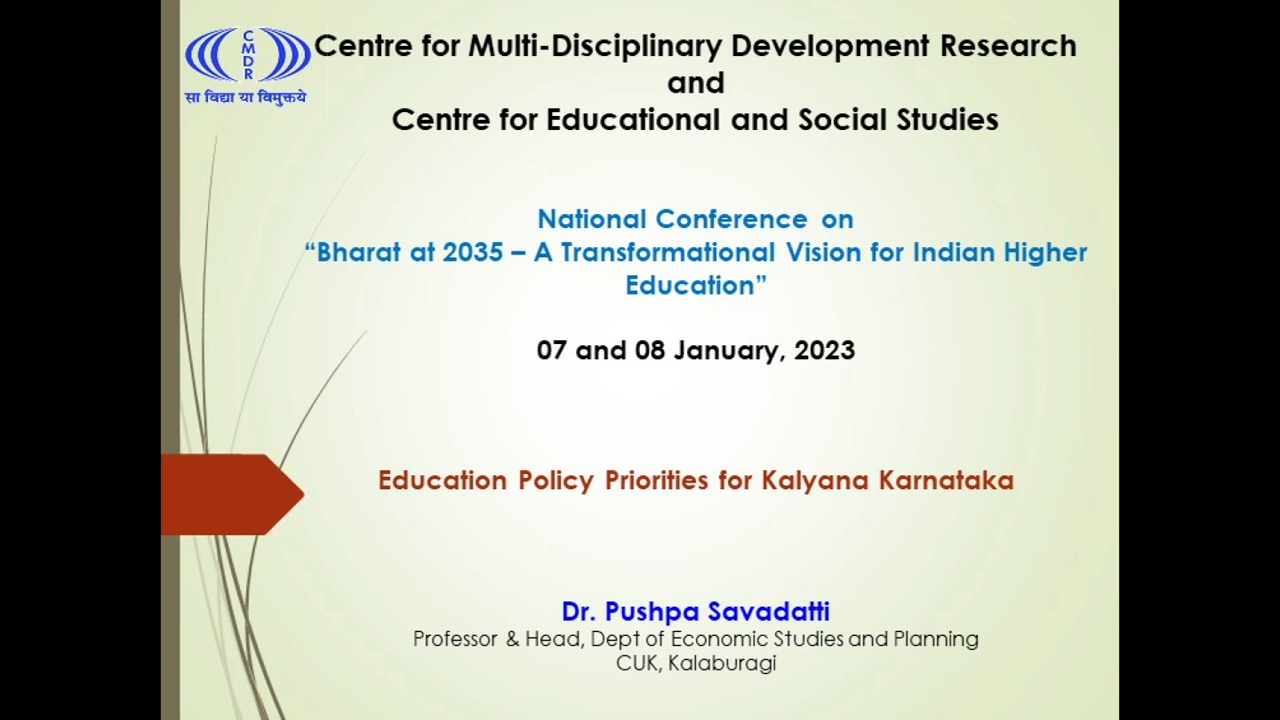 C
M
D
R
सा विद्या या विमुक्तये
Centre for Multi-Disciplinary Development Research
and
Centre for Educational and Social Studies
National Conference on
“Bharat at 2035 – A Transformational Vision for Indian Higher
Education”
07 and 08 January, 2023
Education Policy Priorities for Kalyana Karnataka
Dr. Pushpa Savadatti
Professor & Head, Dept of Economic Studies and Planning
CUK, Kalaburagi